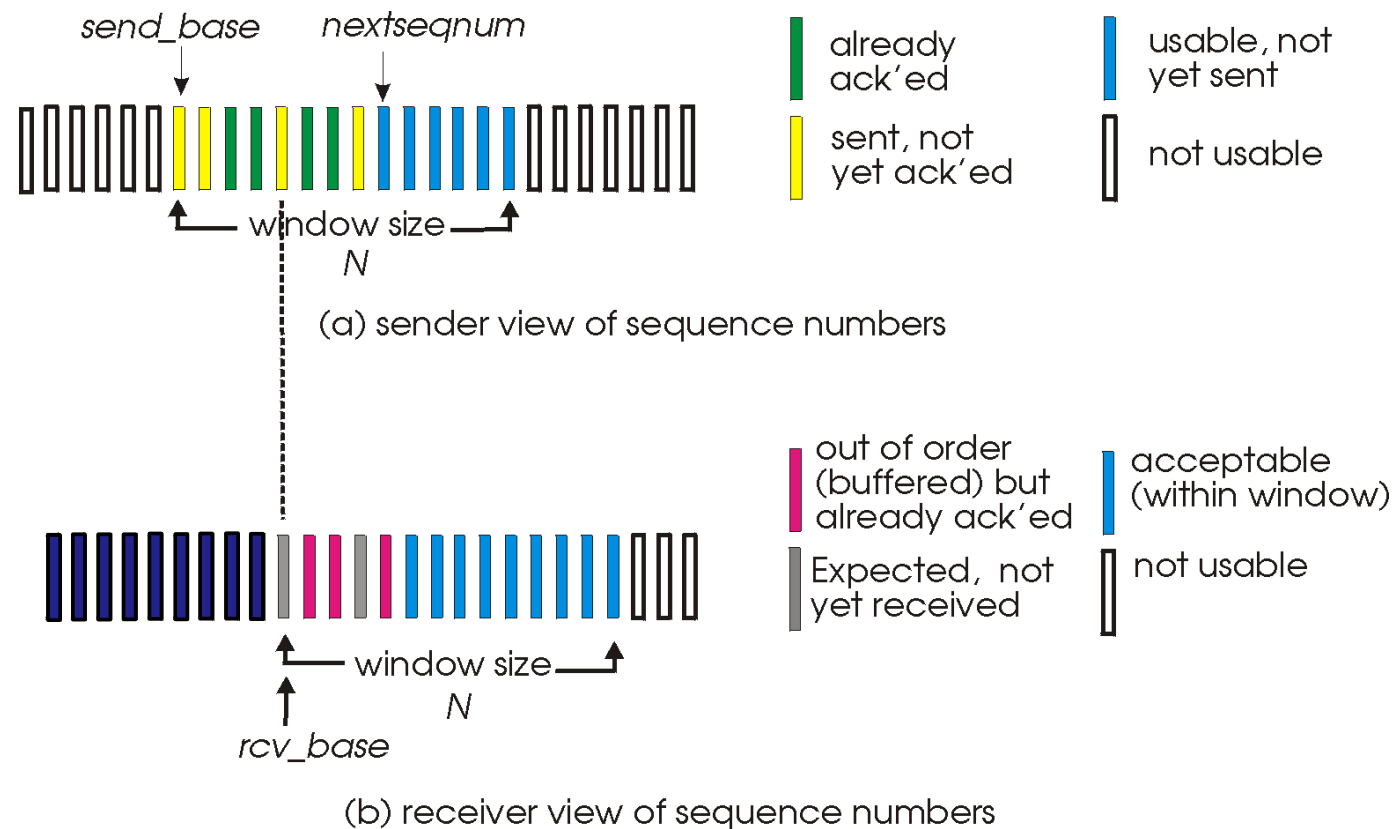 send_base
nextseqnum
already
ack'ed
usable, not
yet sent
sent, not
yet ack'ed
not usable
window size
N
(a) sender view of sequence numbers
out of order
(buffered) but
already ack'ed
acceptable
(within window)
Expected, not
yet received
not usable
window size
N
rcv_base
(b) receiver view of sequence numbers